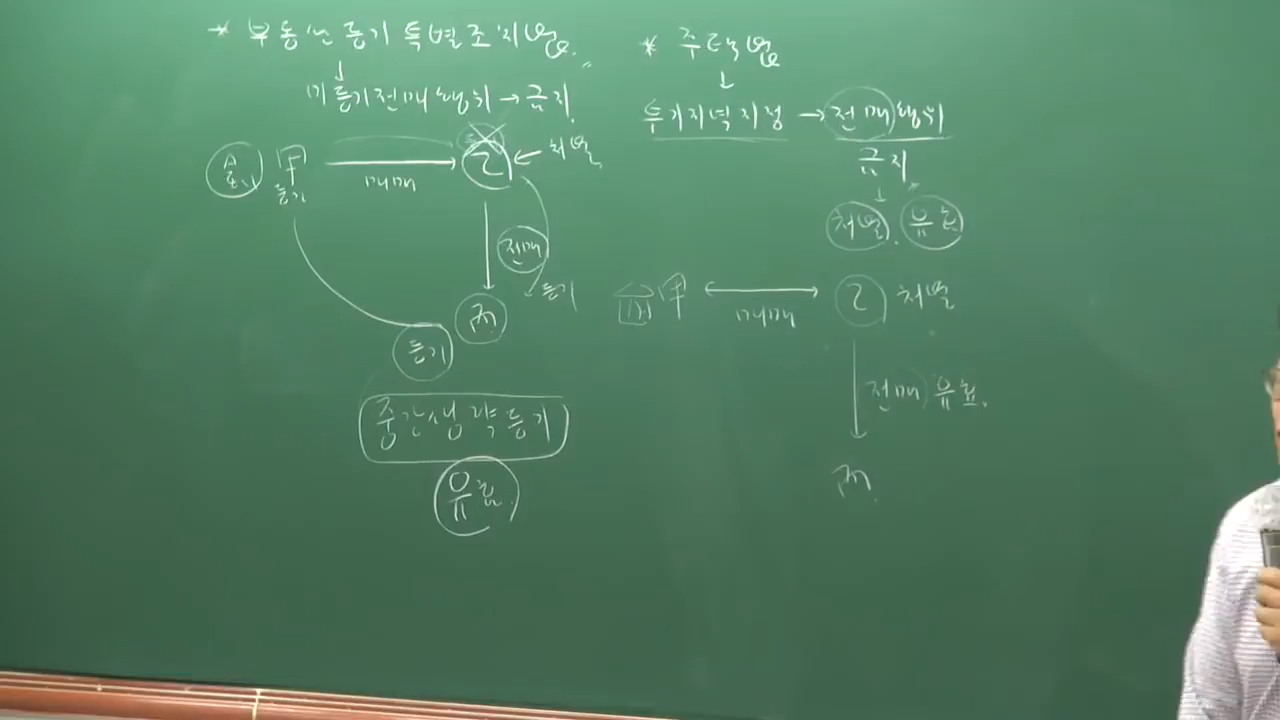 * 부동산등기 특별조치법
↓
미등기전매행위 → 금지
甲 → 乙 ← 처벌
등기
매매
전매
등기
丙
등기
중간생략등기
유효
* 주택법
↓
투기지역지정 → 전매행위
금지
↓
처벌. 유효
甲 ↔ 乙 처벌
매매
전매 유효.
丙